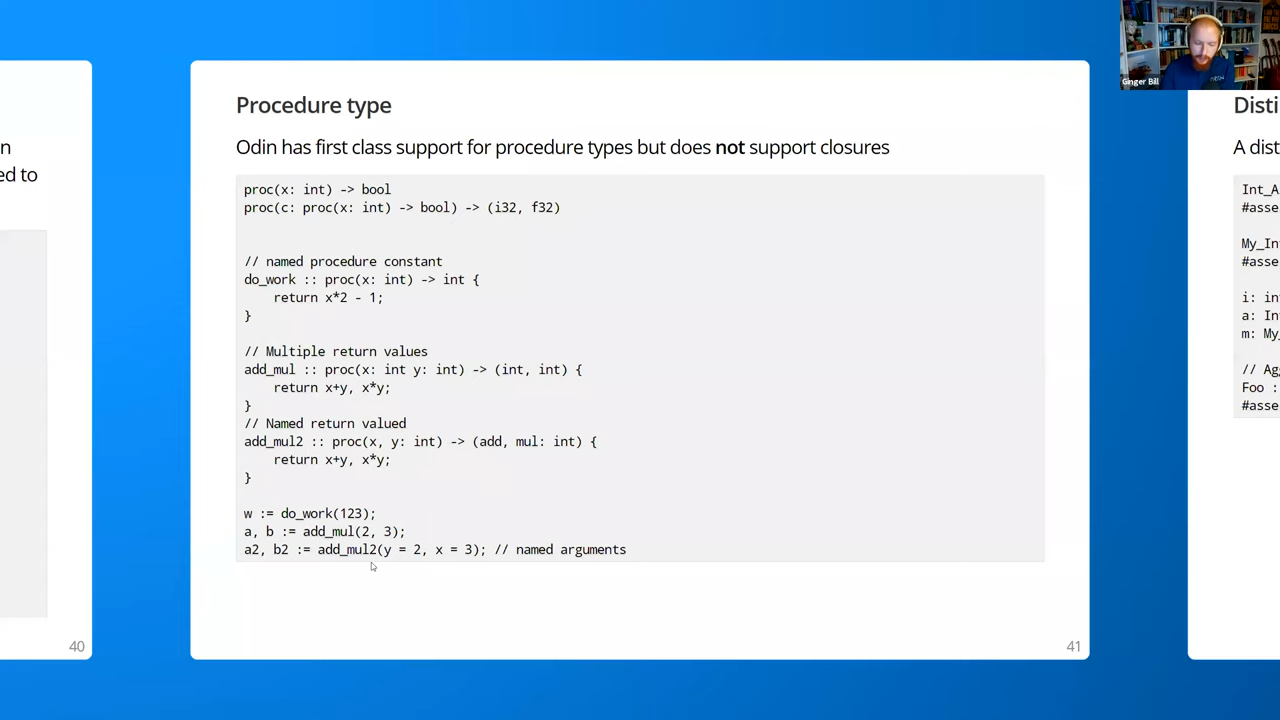 Ginger Bill
n
ed to
40
Procedure type
Odin has first class support for procedure types but does not support closures
proc(x: int) -> bool
proc(c: proc(x: int) -> bool) -> (i32, f32)
// named procedure constant
do_work :: proc(x: int) -> int {
    return x*2 - 1;
}
// Multiple return values
add_mul :: proc(x: int y: int) -> (int, int) {
    return x+y, x*y;
}
// Named return valued
add_mul2 :: proc(x, y: int) -> (add, mul: int) {
    return x+y, x*y;
}
w := do_work(123);
a, b := add_mul(2, 3);
a2, b2 := add_mul2(y = 2, x = 3); // named arguments
41
Disti
A dist
Int_A
#asse
My_In
#asse
i: in
a: In
m: My_
// Ag
Foo :
#asse